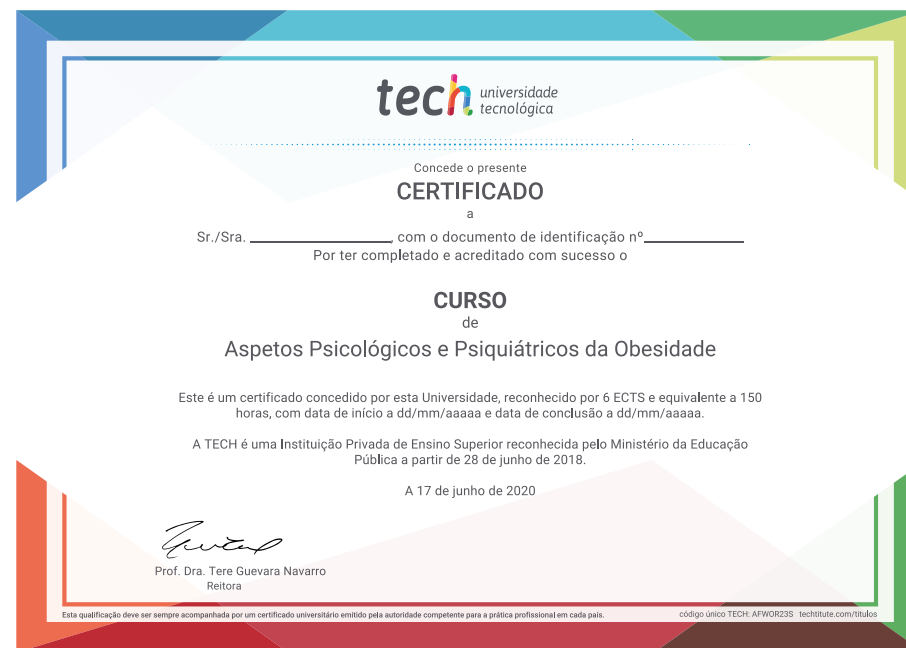 tech universidade
tecnológica
Concede o presente
CERTIFICADO
a
Sr./Sra. ____________, com o documento de identificação nº____________
Por ter completado e acreditado com sucesso o
CURSO
de
Aspetos Psicológicos e Psiquiátricos da Obesidade
Este é um certificado concedido por esta Universidade, reconhecido por 6 ECTS e equivalente a 150
horas, com data de início a dd/mm/aaaaa e data de conclusão a dd/mm/aaaaa.
A TECH é uma Instituição Privada de Ensino Superior reconhecida pelo Ministério da Educação
Pública a partir de 28 de junho de 2018.
A 17 de junho de 2020
Prof. Dra. Tere Guevara Navarro
Reitora
Esta qualificação deve ser sempre acompanhada por um certificado universitário emitido pela autoridade competente para a prática profissional em cada país.
código único TECH: AFWOR23S techtitute.com/titulos